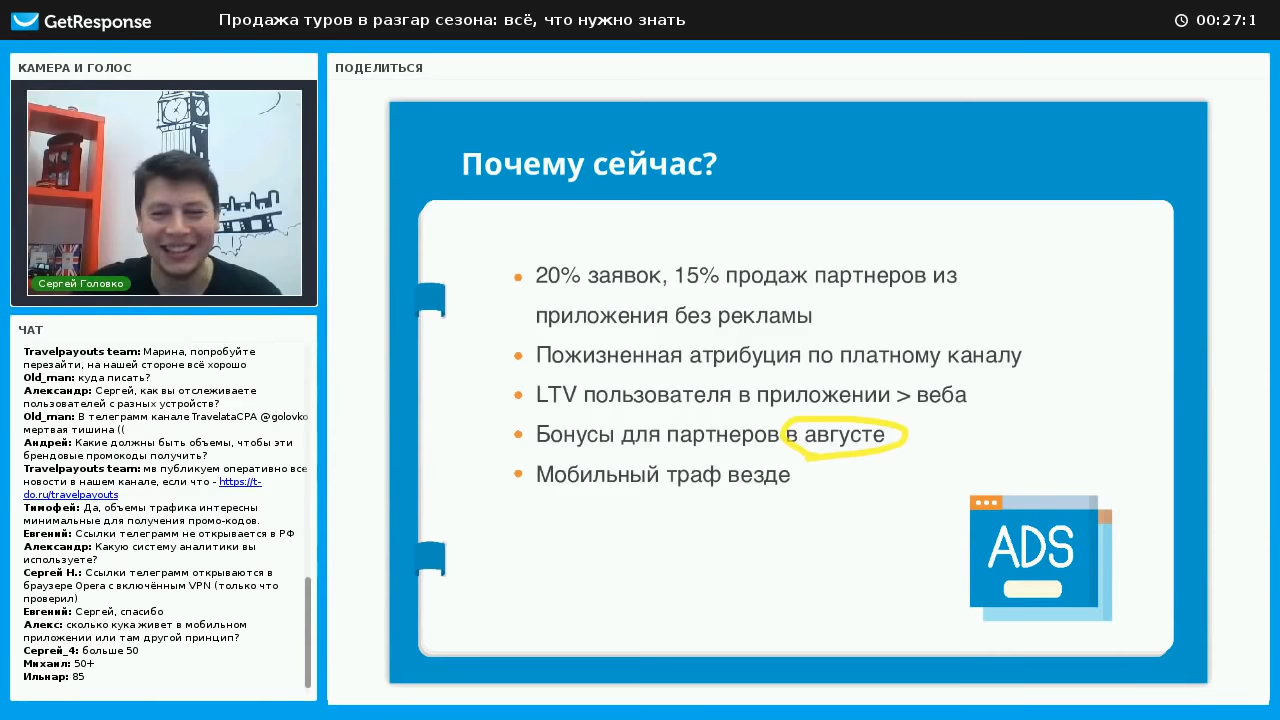 GetResponse
Продажа туров в разгар сезона: всё, что нужно знать
00:27:1
КАМЕРА И ГОЛОС
Сергей Головко
ЧАТ
Travelpayouts team: Марина, попробуйте
перезайти, на нашей стороне всё хорошо
Old_man: куда писать?
Александр: Сергей, как вы отслеживаете
пользователей с разных устройств?
Old_man: В телеграмм канале TravelataCPA @golovko
мертвая тишина ((
Андрей: Какие должны быть объемы, чтобы эти
брендовые промокоды получить?
Travelpayouts team: мв публикуем оперативно все
новости в нашем канале, если что - https://t-
do.ru/travelpayouts
Тимофей: Да, объемы трафика интересны
минимальные для получения промо-кодов.
Евгений: Ссылки телеграмм не открывается в РФ
Александр: Какую систему аналитики вы
используете?
Сергей Н.: Ссылки телеграмм открываются в
браузере Opera с включённым VPN (только что
проверил)
Евгений: Сергей, спасибо
Алекс: сколько кука живет в мобильном
приложении или там другой принцип?
Сергей_4: больше 50
Михаил: 50+
Ильнар: 85
ПОДЕЛИТЬСЯ
Почему сейчас?
20% заявок, 15% продаж партнеров из
приложения без рекламы
Пожизненная атрибуция по платному каналу
LTV пользователя в приложении > веба
Бонусы для партнеров в августе
Мобильный траф везде
ADS